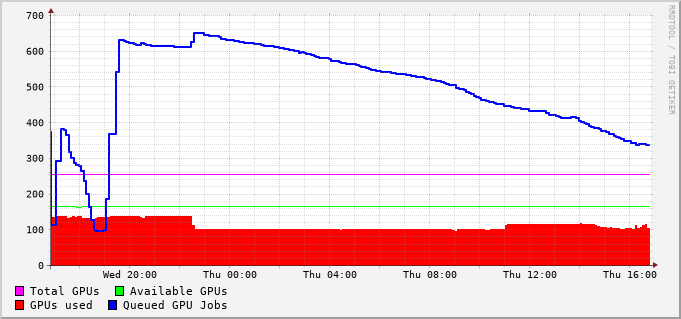 700
600
500
400
300
200
100
0
Wed 20:00 Thu 00:00 Thu 04:00 Thu 08:00 Thu 12:00 Thu 16:00
Total GPUs Available GPUs
GPUs used Queued GPU Jobs
RRDTOOL / TOBI OETIKER